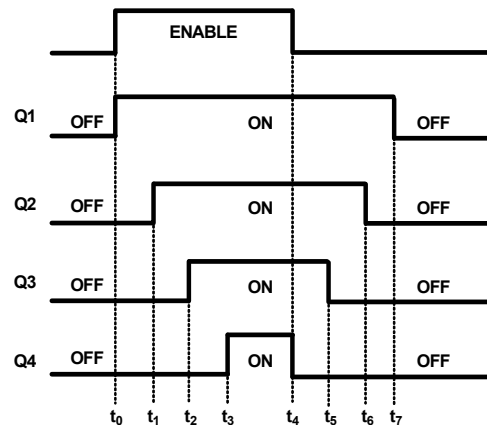 ENABLE
Q1 OFF ON OFF
Q2 OFF ON OFF
Q3 OFF ON OFF
Q4 OFF ON OFF
t0 t1 t2 t3 t4 t5 t6 t7